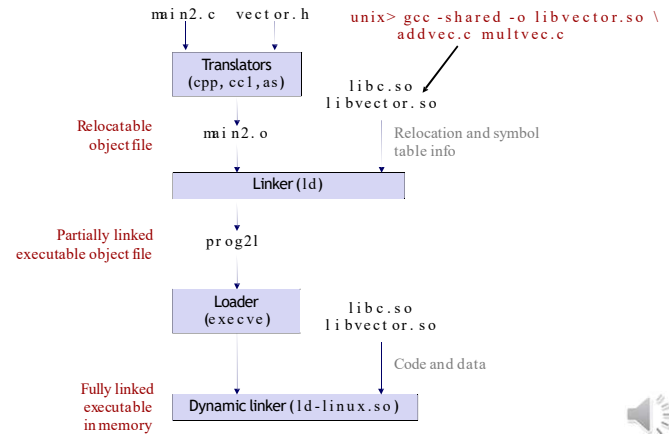 main2.c vector.h
unix> gcc -shared -o libvector.so \
addvec.c multvec.c
Translators
(cpp, cc1, as)
libc.so
libvector.so
Relocatable
object file
main2.o
Relocation and symbol
table info
Linker (ld)
Partially linked
executable object file
prog2l
Loader
(execve)
libc.so
libvector.so
Code and data
Fully linked
executable
in memory
Dynamic linker (ld-linux.so)